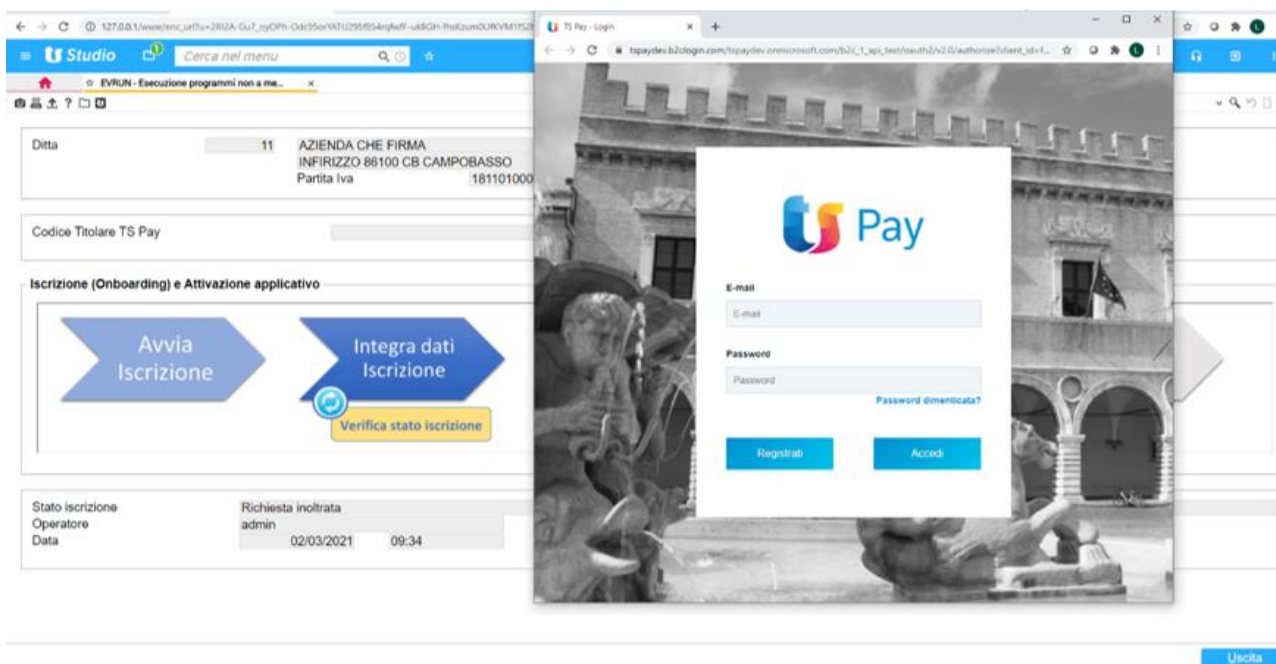 127.0.0.1/www/enc_url?u=
TS Pay - Login
tspaydev.b2clogin.com/tspaydev.onmicrosoft.com/b2c_1_api_test/oauth2/v2.0/authorize?client_id=f...
ts Studio
Cerca nel menu
EVRUN - Esecuzione programmi non a me...
Ditta
11
AZIENDA CHE FIRMA
INFIRIZZO 86100 CB CAMPOBASSO
Partita Iva
181101000
Codice Titolare TS Pay
Iscrizione (Onboarding) e Attivazione applicativo
Avvia
Iscrizione
Integra dati
Iscrizione
Verifica stato iscrizione
Stato iscrizione
Richiesta inoltrata
Operatore
admin
Data
02/03/2021
09:34
ts Pay
E-mail
E-mail
Password
Password
Password dimenticata?
Registrati
Accedi
Uscita